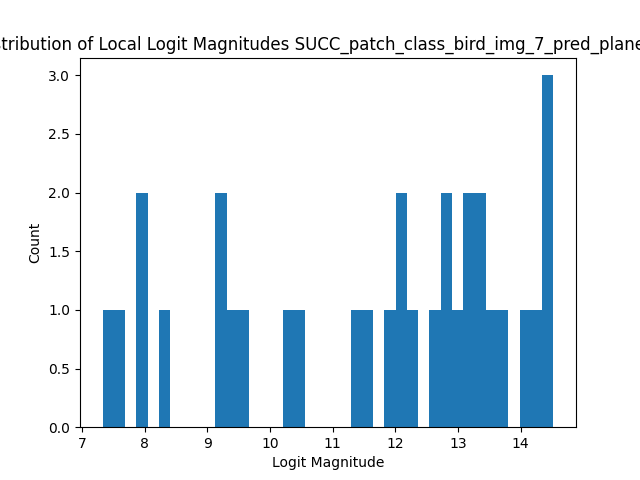 tribution of Local Logit Magnitudes SUCC_patch_class_bird_img_7_pred_plane
3.0
2.5
2.0
1.5
1.0
0.5
0.0
Count
7 8 9 10 11 12 13 14
Logit Magnitude